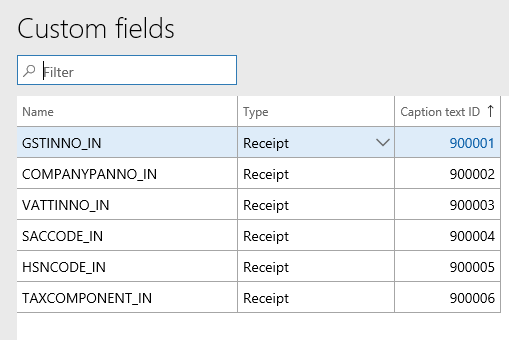 Custom fields
Filter
Name Type Caption text ID ↑
GSTINNO_IN Receipt 900001
COMPANYPANNO_IN Receipt 900002
VATTINNO_IN Receipt 900003
SACCODE_IN Receipt 900004
HSNCODE_IN Receipt 900005
TAXCOMPONENT_IN Receipt 900006